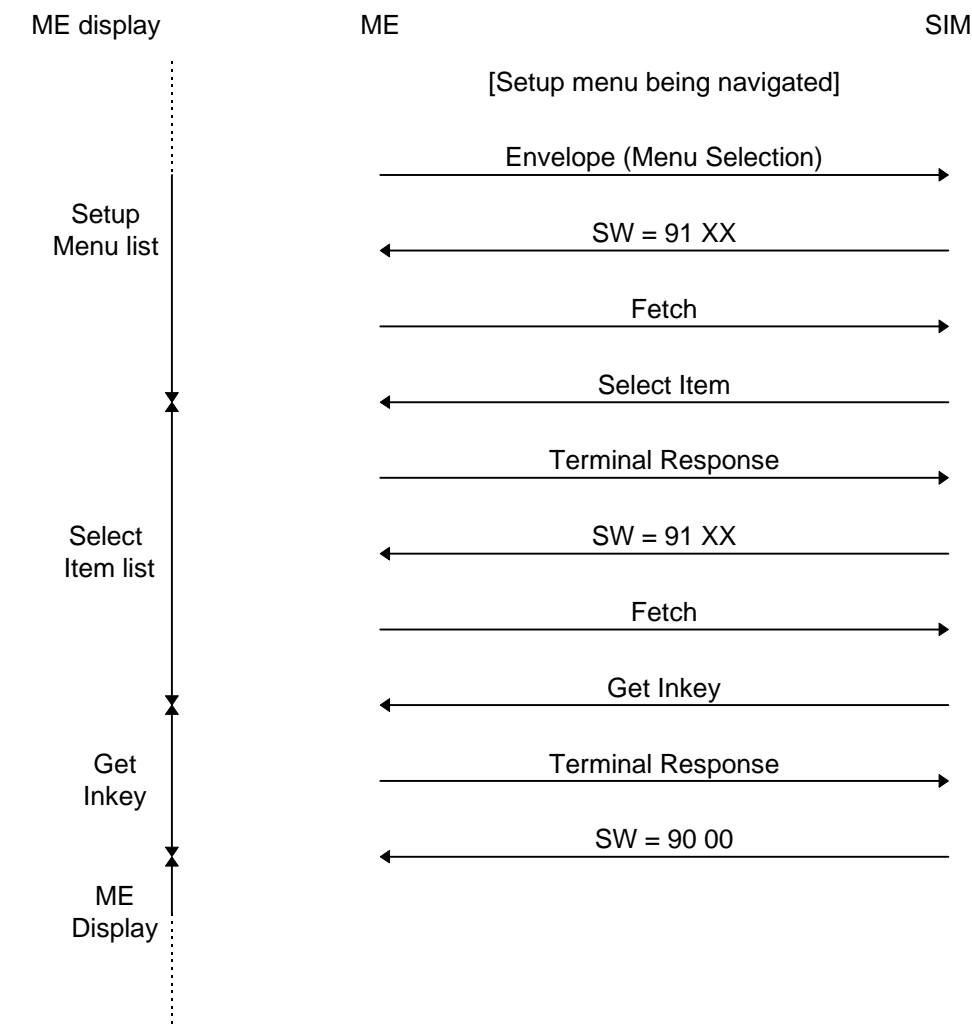 ME display ME SIM
[Setup menu being navigated]
Envelope (Menu Selection)
Setup
Menu list
SW = 91 XX
Fetch
Select Item
Terminal Response
Select
Item list
SW = 91 XX
Fetch
Get Inkey
Get
Inkey
Terminal Response
SW = 90 00
ME
Display